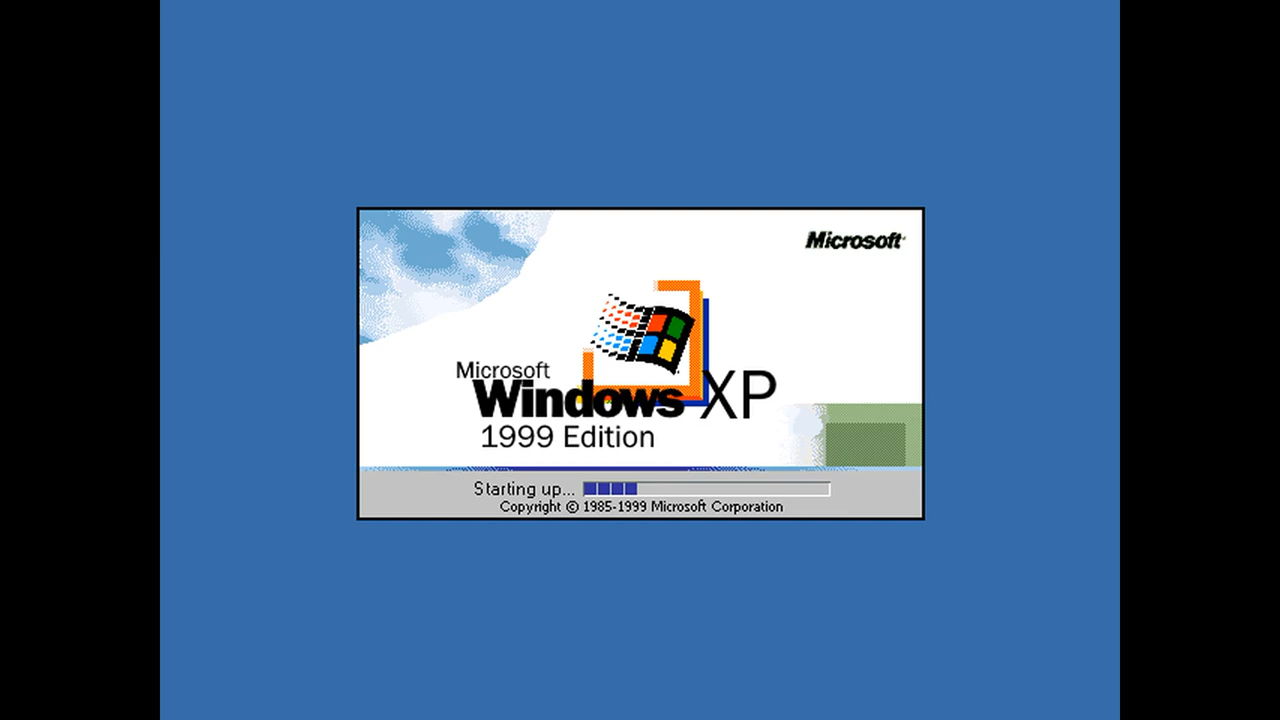 Microsoft
Microsoft
Windows XP
1999 Edition
Starting up...
Copyright © 1985-1999 Microsoft Corporation